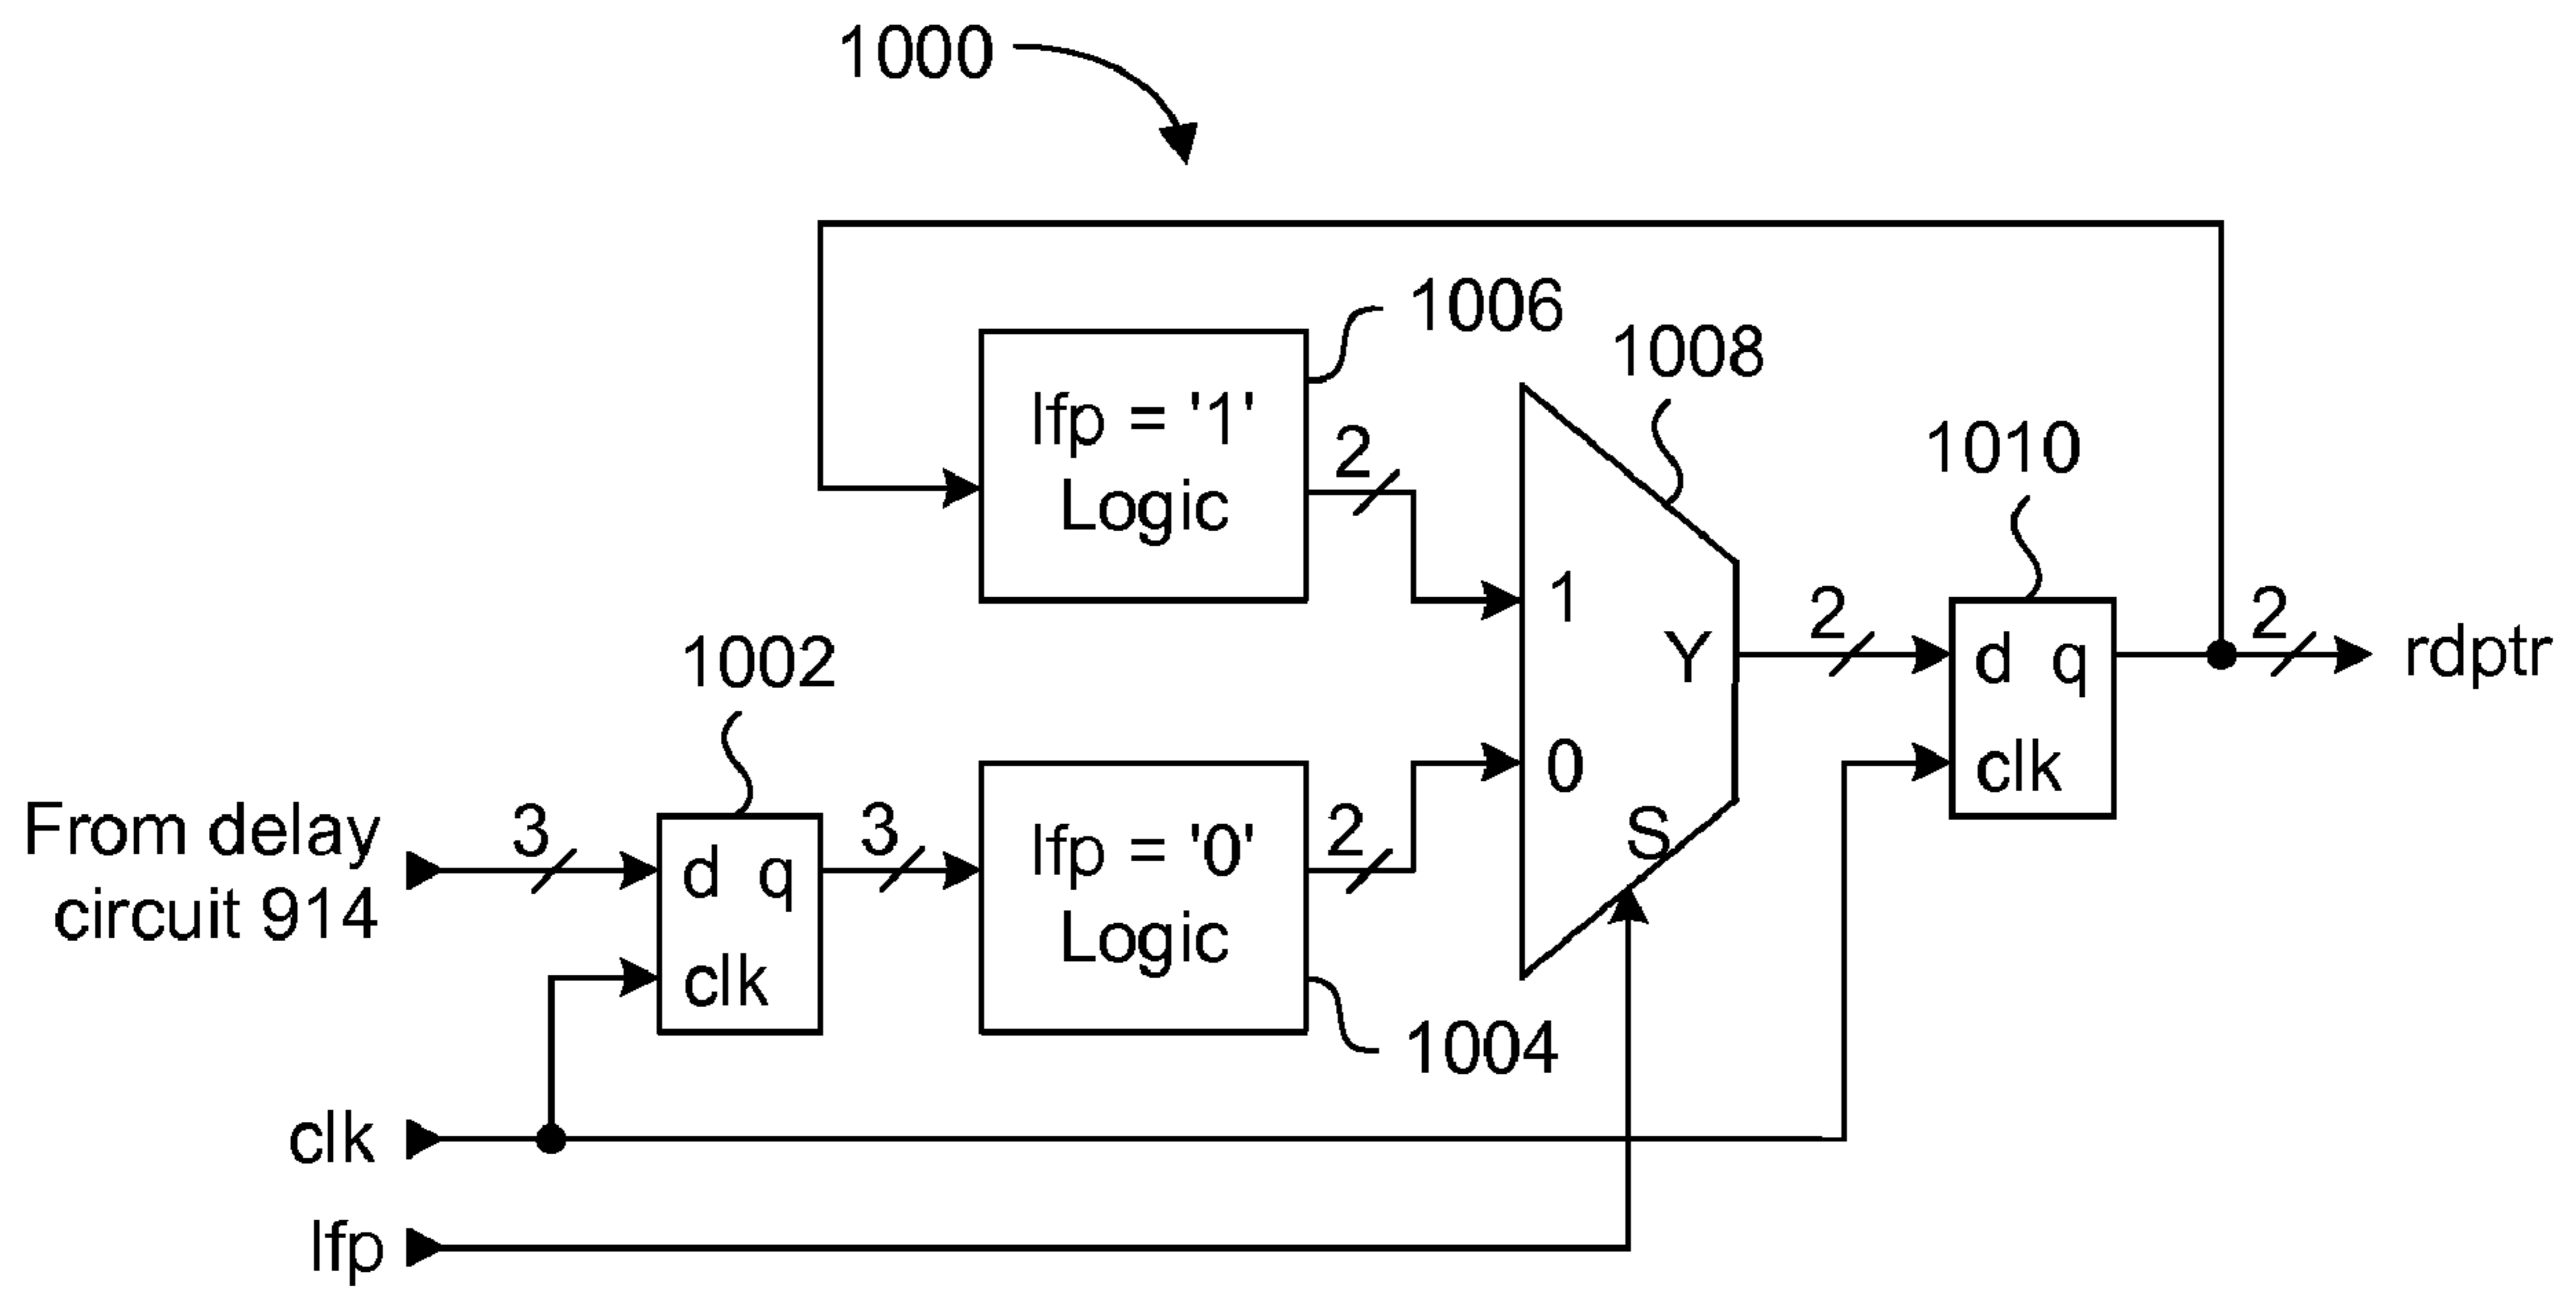 1000
1006
lfp = '1'
Logic
2
1008
1010
1
Y
2
d q
clk
2
rdptr
1002
0
S
From delay
circuit 914
3
d q
clk
3
lfp = '0'
Logic
2
1004
clk
lfp